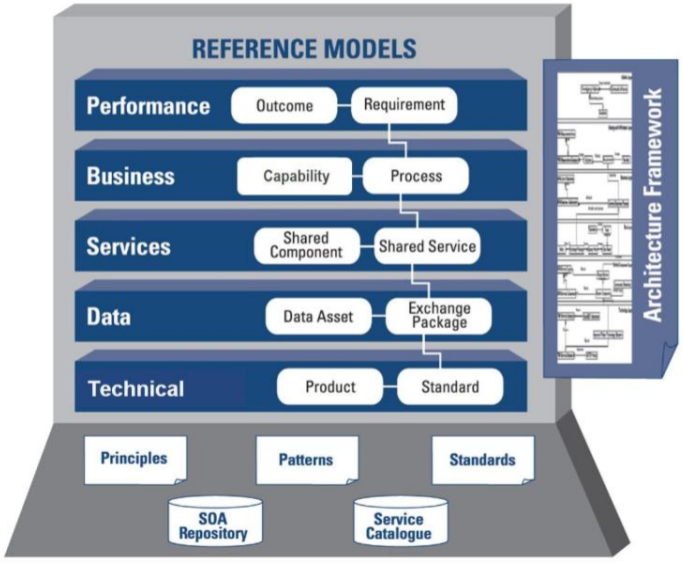 REFERENCE MODELS
Performance
Outcome
Requirement
Business
Capability
Process
Services
Shared
Component
Shared Service
Data
Data Asset
Exchange
Package
Technical
Product
Standard
Architecture Framework
Principles
Patterns
Standards
SOA
Repository
Service
Catalogue